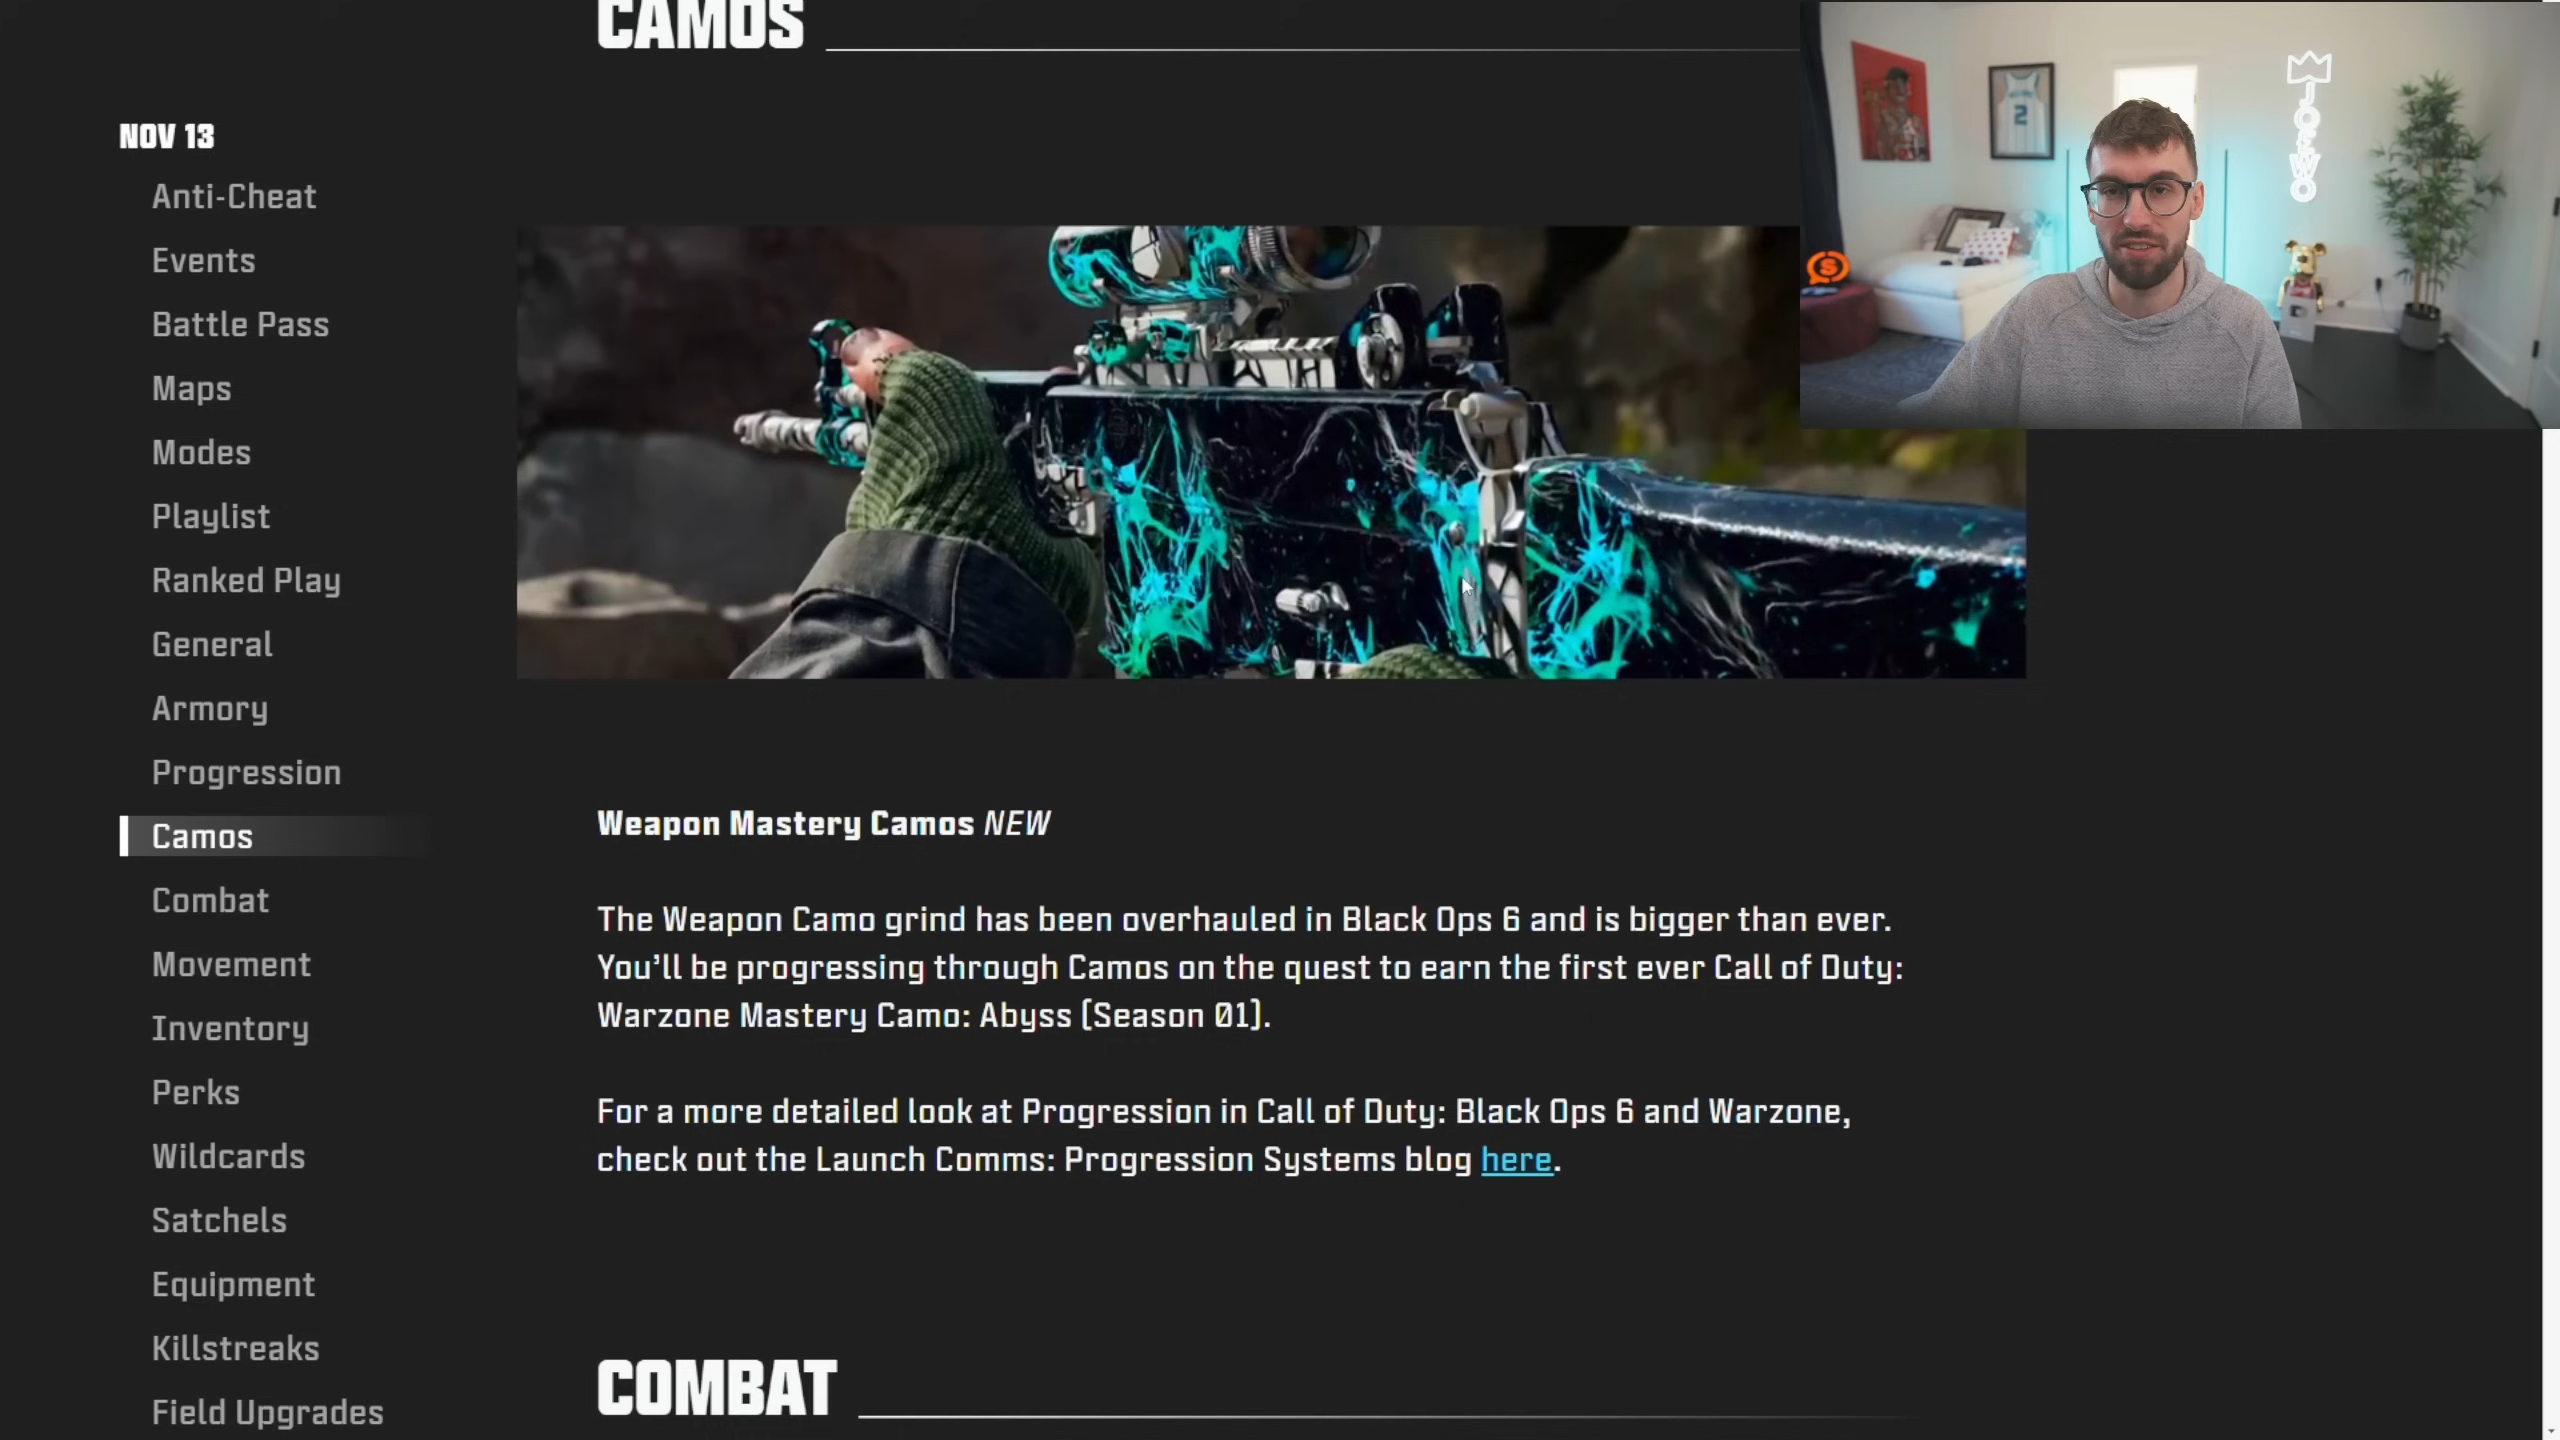 CAMOS
NOV 13
Anti-Cheat
Events
Battle Pass
Maps
Modes
Playlist
Ranked Play
General
Armory
Progression
Camos
Combat
Movement
Inventory
Perks
Wildcards
Satchels
Equipment
Killstreaks
Field Upgrades
JOEWO
2
Weapon Mastery Camos NEW
The Weapon Camo grind has been overhauled in Black Ops 6 and is bigger than ever.
You’ll be progressing through Camos on the quest to earn the first ever Call of Duty:
Warzone Mastery Camo: Abyss [Season 01].
For a more detailed look at Progression in Call of Duty: Black Ops 6 and Warzone,
check out the Launch Comms: Progression Systems blog here.
COMBAT